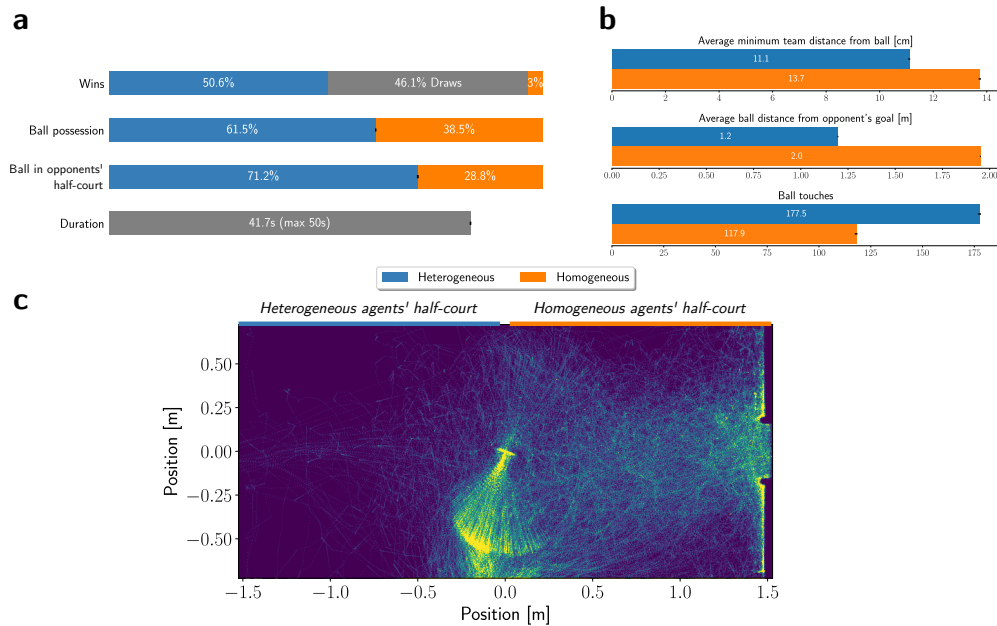 a
Wins
50.6%
46.1% Draws
3%
Ball possession
61.5%
38.5%
Ball in opponents'
half-court
71.2%
28.8%
Duration
41.7s (max 50s)
b
Average minimum team distance from ball [cm]
11.1
13.7
0 2 4 6 8 10 12 14
Average ball distance from opponent's goal [m]
1.2
2.0
0.00 0.25 0.50 0.75 1.00 1.25 1.50 1.75 2.00
Ball touches
177.5
117.9
0 25 50 75 100 125 150 175
Heterogeneous Homogeneous
c
Heterogeneous agents' half-court Homogeneous agents' half-court
Position [m]
0.50
0.25
0.00
−0.25
−0.50
−1.5 −1.0 −0.5 0.0 0.5 1.0 1.5
Position [m]